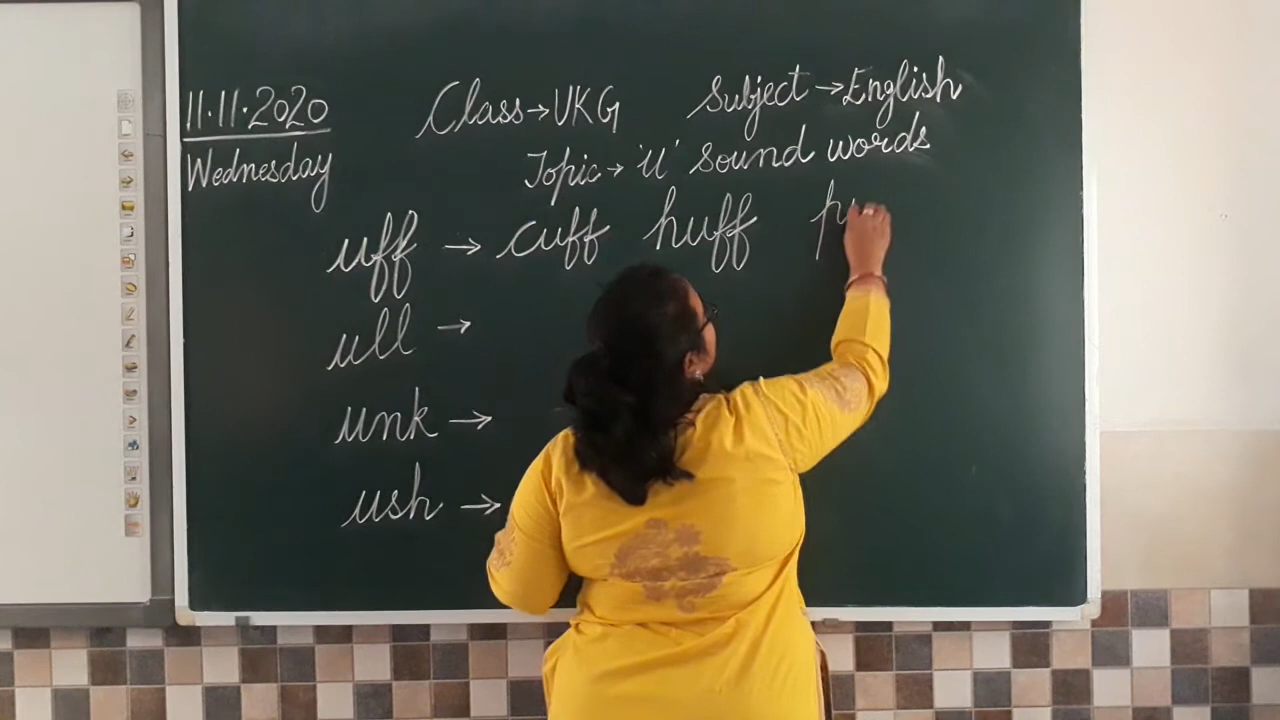 11.11.2020 Class→UKG Subject→English
Wednesday Topic→'u' sound words
uff → cuff huff
ull →
unk →
ush →